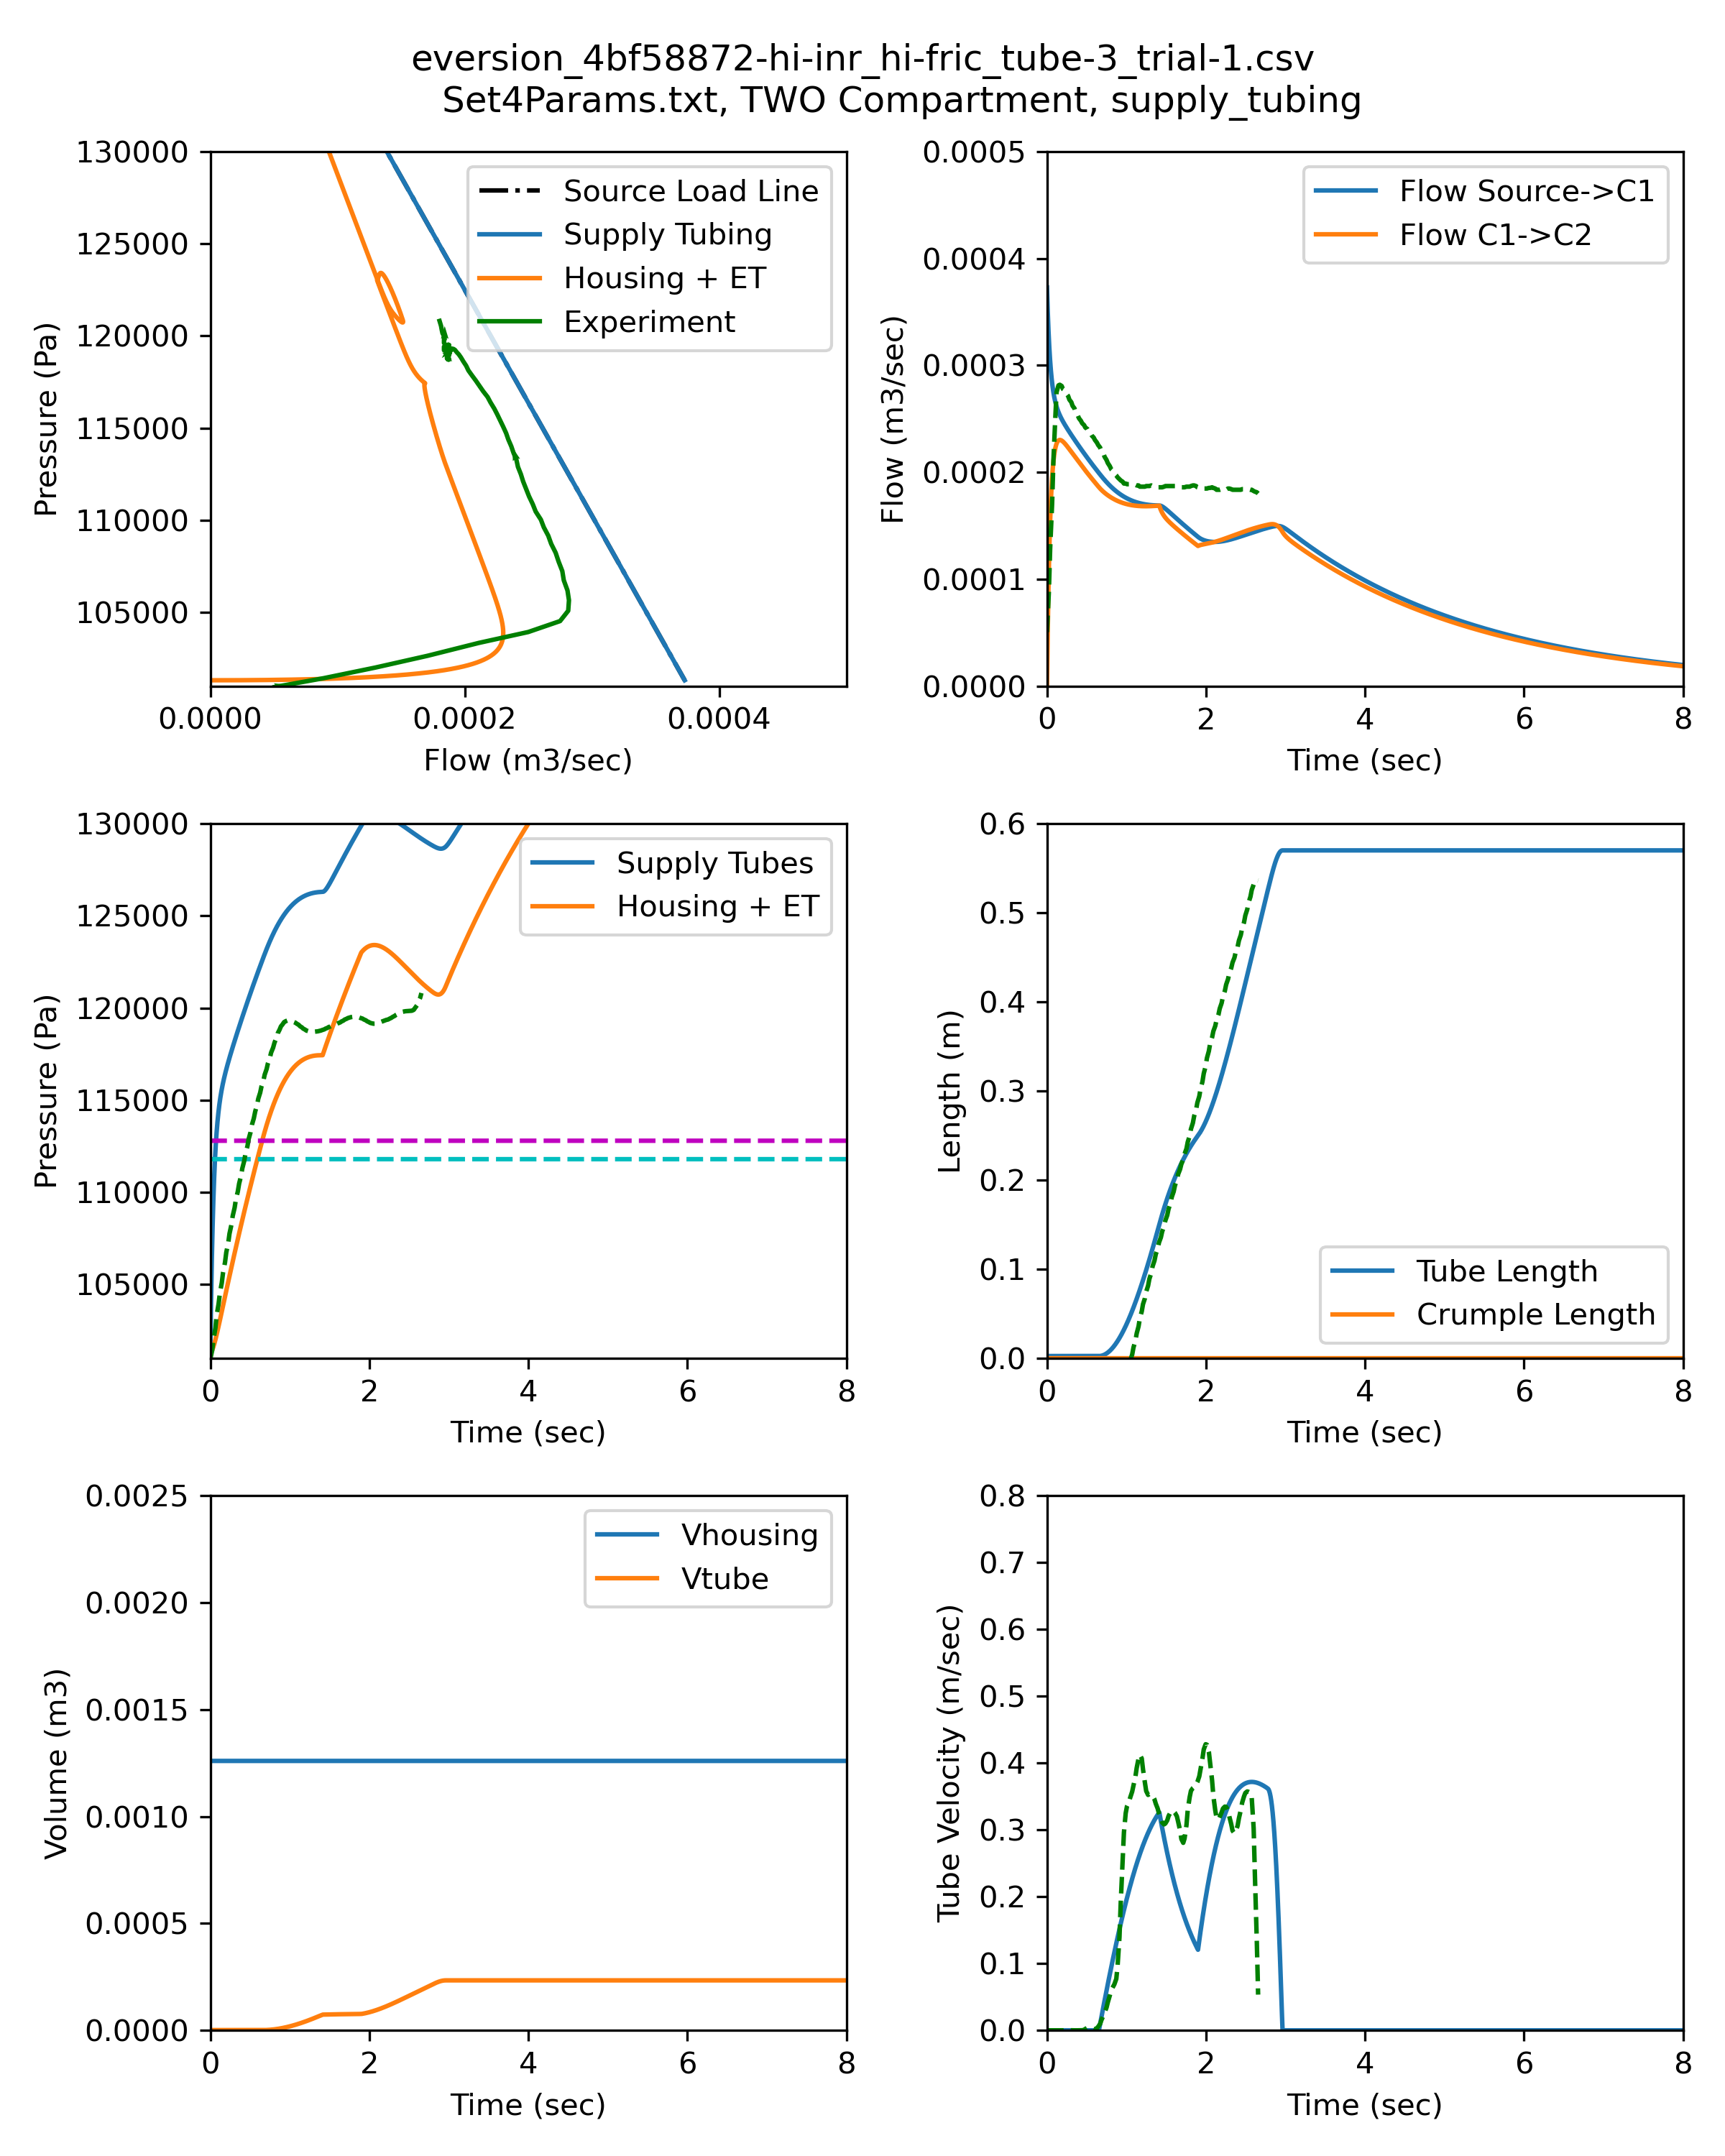 eversion_4bf58872-hi-inr_hi-fric_tube-3_trial-1.csv
Set4Params.txt, TWO Compartment, supply_tubing
130000
125000
120000
115000
110000
105000
Pressure (Pa)
0.0000
0.0002
0.0004
Flow (m3/sec)
Source Load Line
Supply Tubing
Housing + ET
Experiment
0.0005
0.0004
0.0003
0.0002
0.0001
0.0000
Flow (m3/sec)
0
2
4
6
8
Time (sec)
Flow Source->C1
Flow C1->C2
130000
125000
120000
115000
110000
105000
Pressure (Pa)
0
2
4
6
8
Time (sec)
Supply Tubes
Housing + ET
0.6
0.5
0.4
0.3
0.2
0.1
0.0
Length (m)
0
2
4
6
8
Time (sec)
Tube Length
Crumple Length
0.0025
0.0020
0.0015
0.0010
0.0005
0.0000
Volume (m3)
0
2
4
6
8
Time (sec)
Vhousing
Vtube
0.8
0.7
0.6
0.5
0.4
0.3
0.2
0.1
0.0
Tube Velocity (m/sec)
0
2
4
6
8
Time (sec)